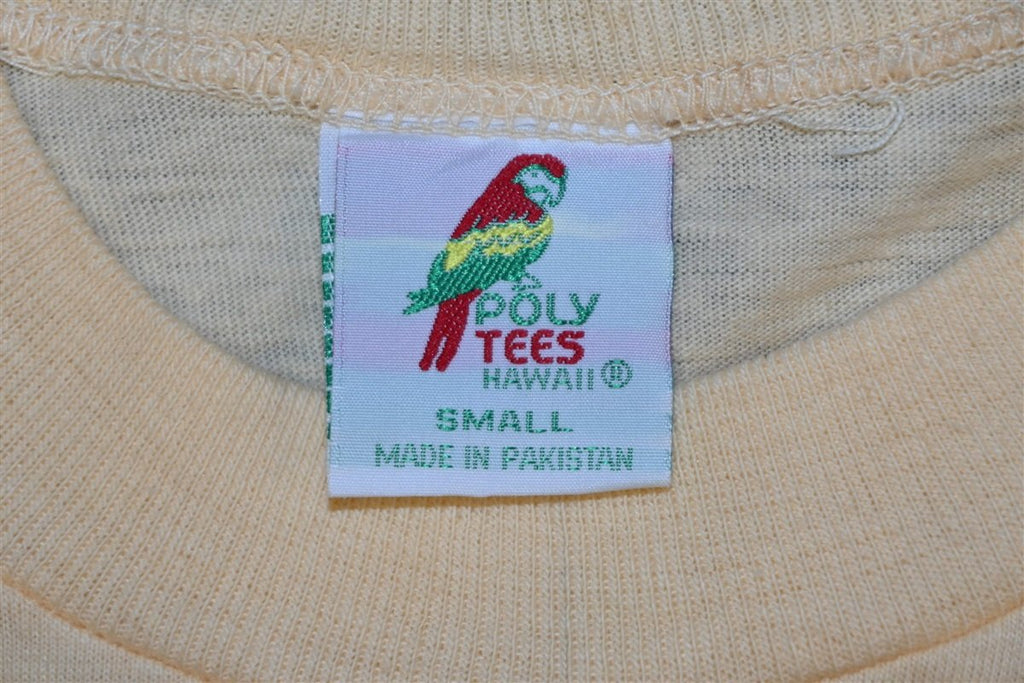 POLY
TEES
HAWAII ®
SMALL
MADE IN PAKISTAN